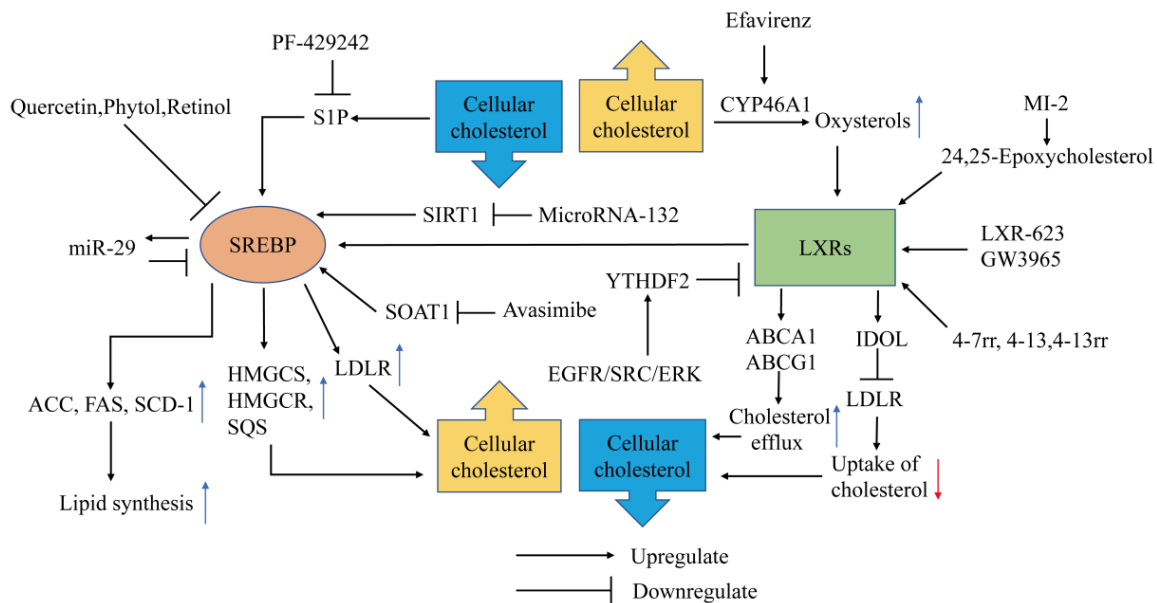 Efavirenz
PF-429242
Quercetin,Phytol,Retinol
S1P
Cellular
cholesterol
Cellular
cholesterol
CYP46A1
Oxysterols
MI-2
24,25-Epoxycholesterol
SIRT1
MicroRNA-132
miR-29
SREBP
LXRs
LXR-623
GW3965
YTHDF2
SOAT1
Avasimibe
ABCA1
ABCG1
IDOL
4-7rr, 4-13,4-13rr
EGFR/SRC/ERK
HMGCS,
HMGCR,
SQS
LDLR
LDLR
ACC, FAS, SCD-1
Cholesterol
efflux
Cellular
cholesterol
Cellular
cholesterol
Uptake of
cholesterol
Lipid synthesis
Upregulate
Downregulate